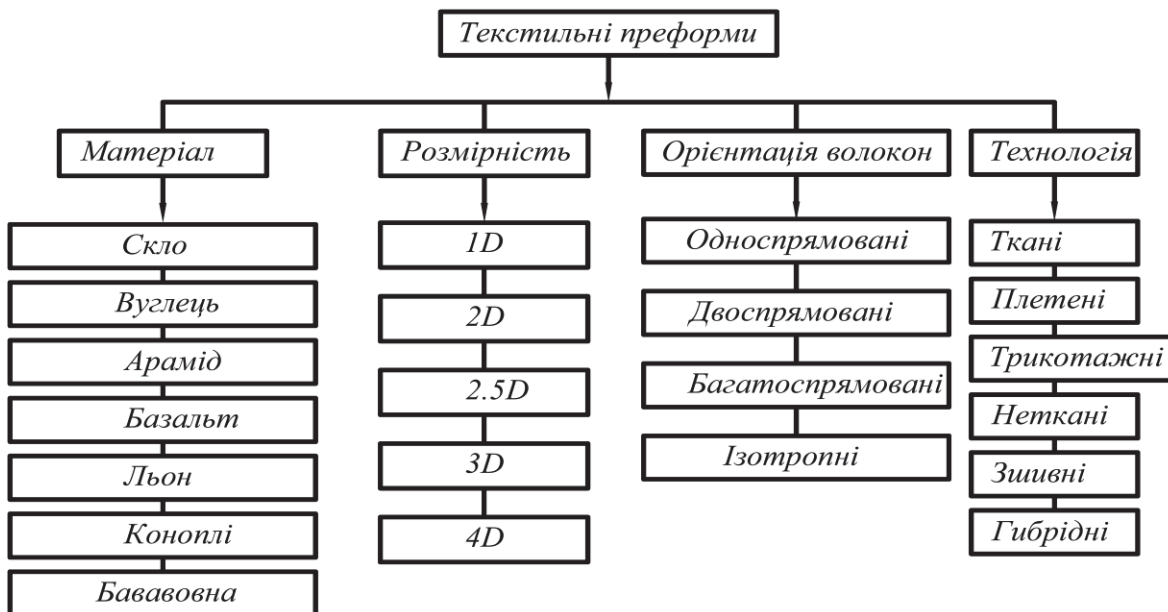 Текстильні преформи
Матеріал
Розмірність
Орієнтація волокон
Технологія
Скло
Вуглець
Арамід
Базальт
Льон
Коноплі
Бававовна
1D
2D
2.5D
3D
4D
Односпрямовані
Двоспрямовані
Багатоспрямовані
Ізотропні
Ткані
Плетені
Трикотажні
Неткані
Зшивні
Гибрідні